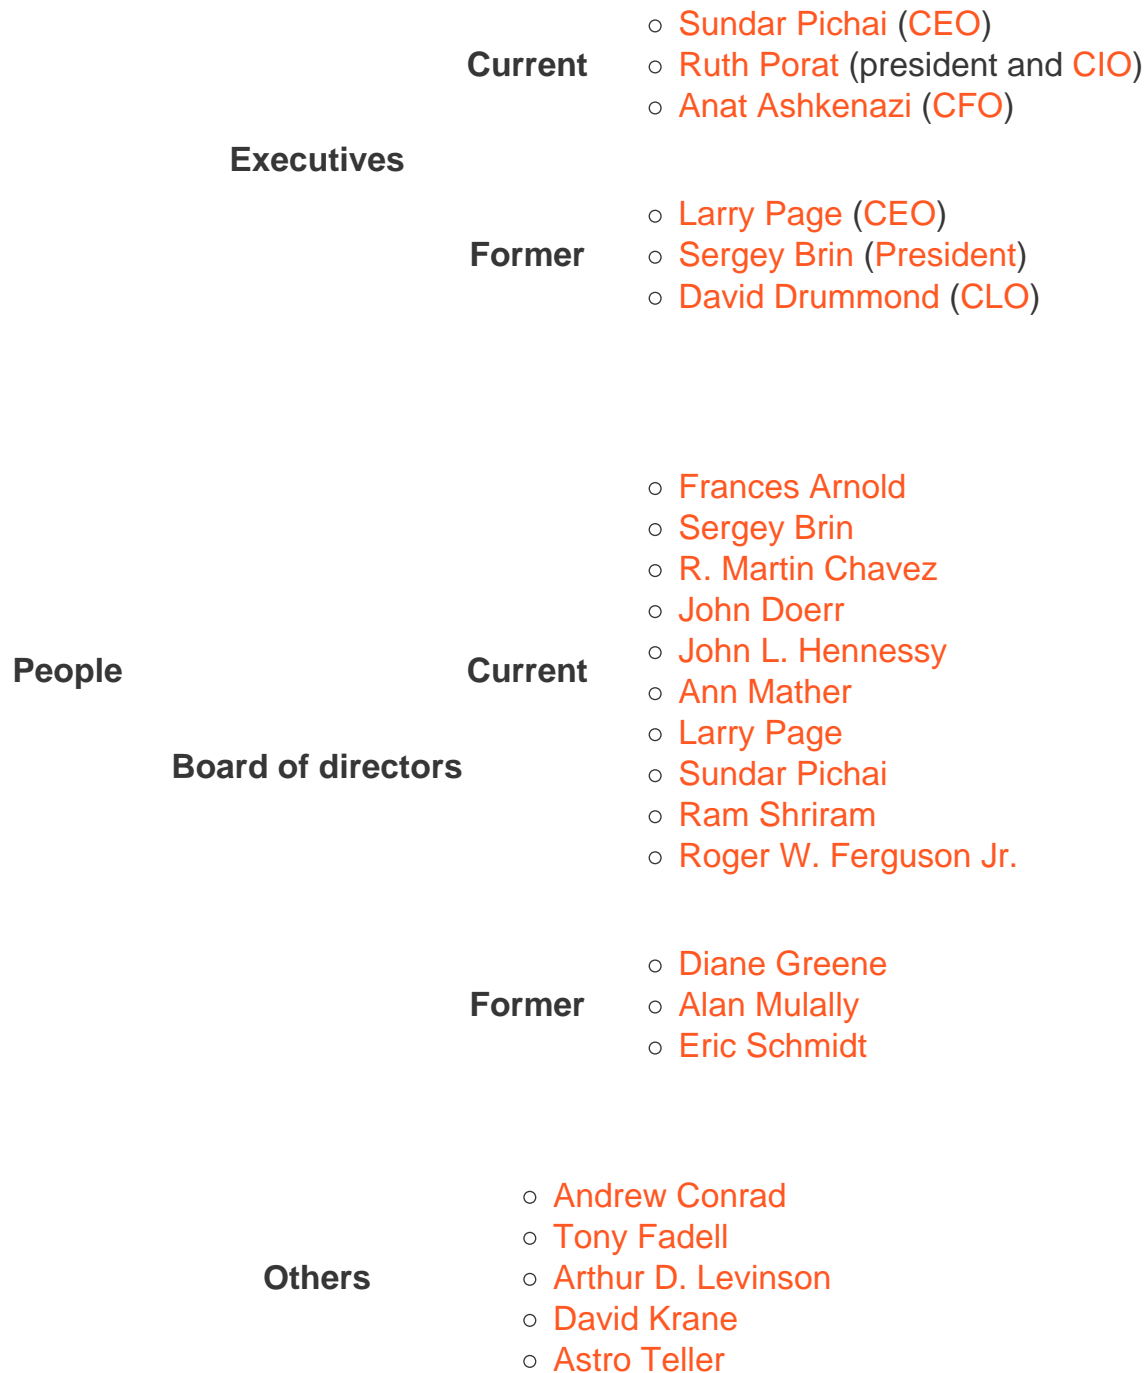 People
Executives
Current
Sundar Pichai (CEO)
Ruth Porat (president and CIO)
Anat Ashkenazi (CFO)
Former
Larry Page (CEO)
Sergey Brin (President)
David Drummond (CLO)
Board of directors
Current
Frances Arnold
Sergey Brin
R. Martin Chavez
John Doerr
John L. Hennessy
Ann Mather
Larry Page
Sundar Pichai
Ram Shriram
Roger W. Ferguson Jr.
Former
Diane Greene
Alan Mulally
Eric Schmidt
Others
Andrew Conrad
Tony Fadell
Arthur D. Levinson
David Krane
Astro Teller